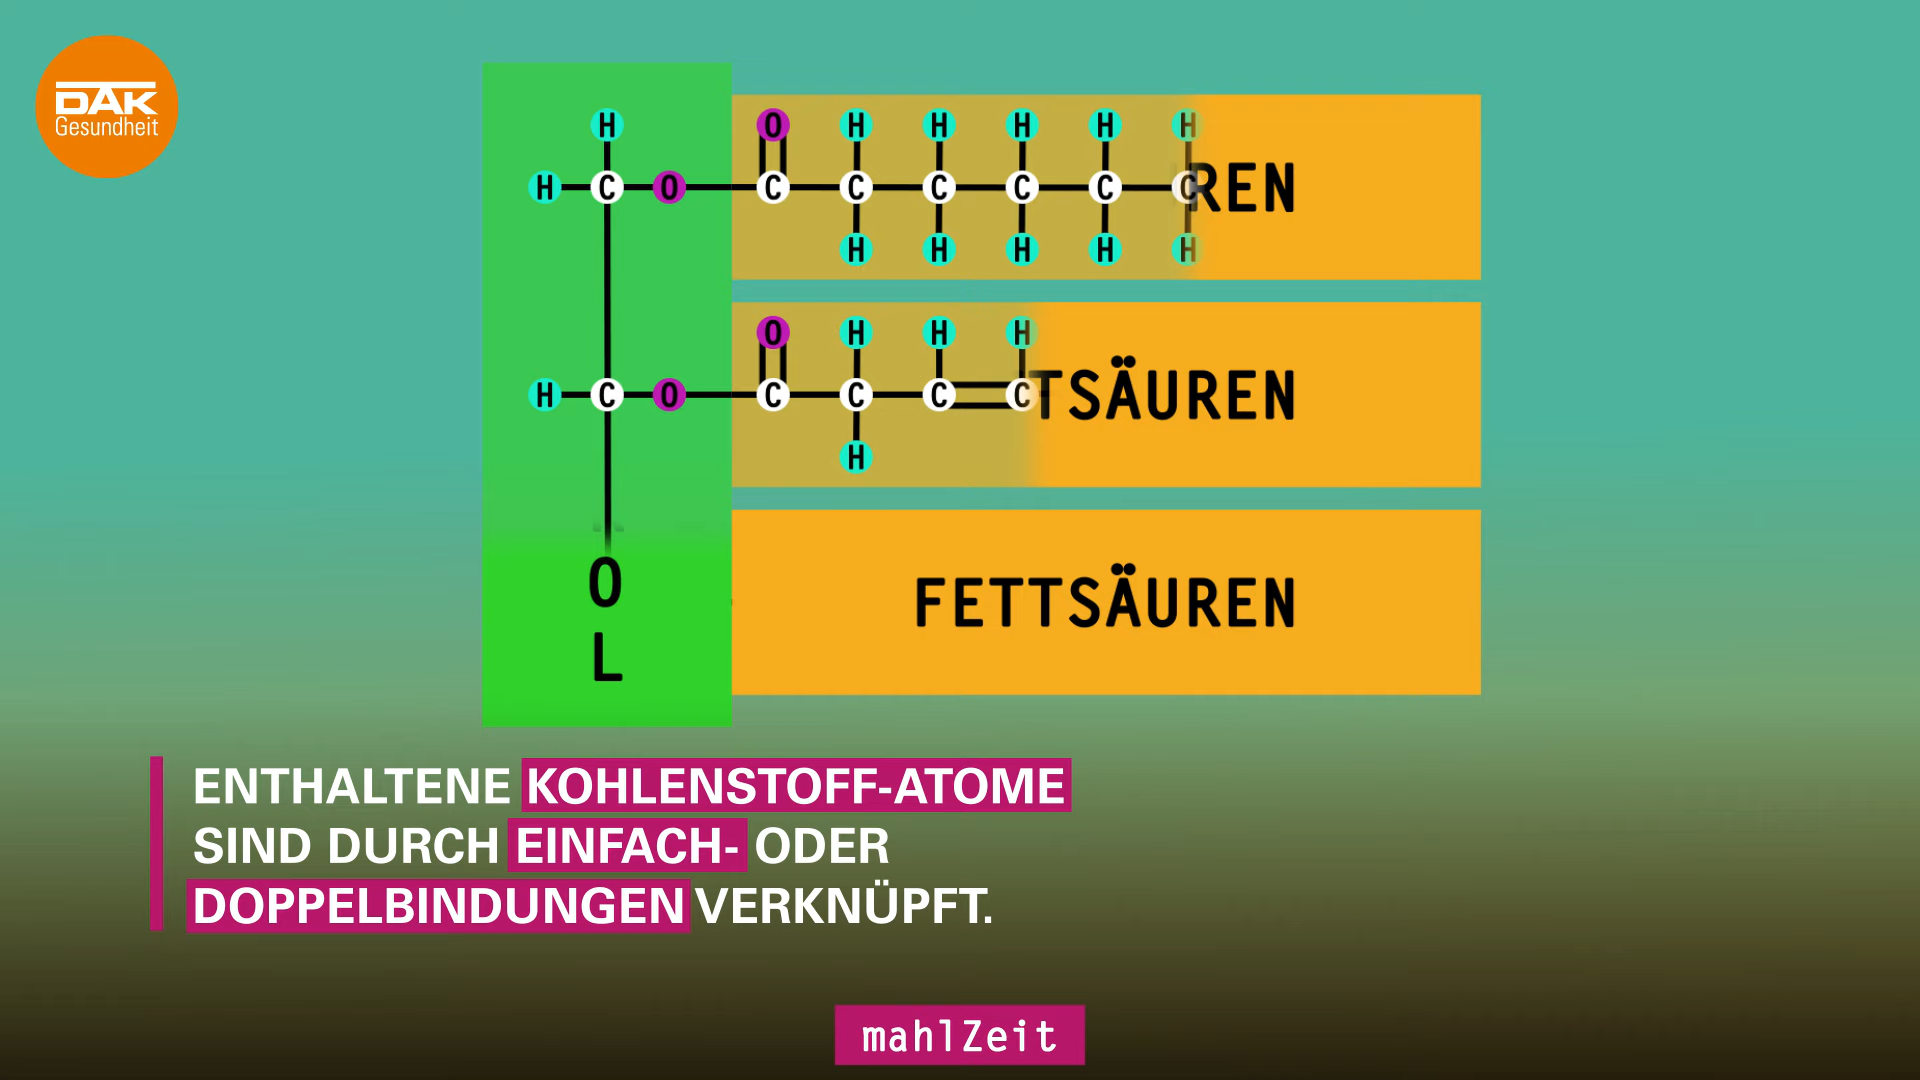 DAK
Gesundheit
H O H H H H H
H C O C C C C C C REN
H H H H H
O H H H
H C O C C C C TSÄUREN
H
O
L
FETTSÄUREN
ENTHALTENE KOHLENSTOFF-ATOME
SIND DURCH EINFACH- ODER
DOPPELBINDUNGEN VERKNÜPFT.
mahlZeit